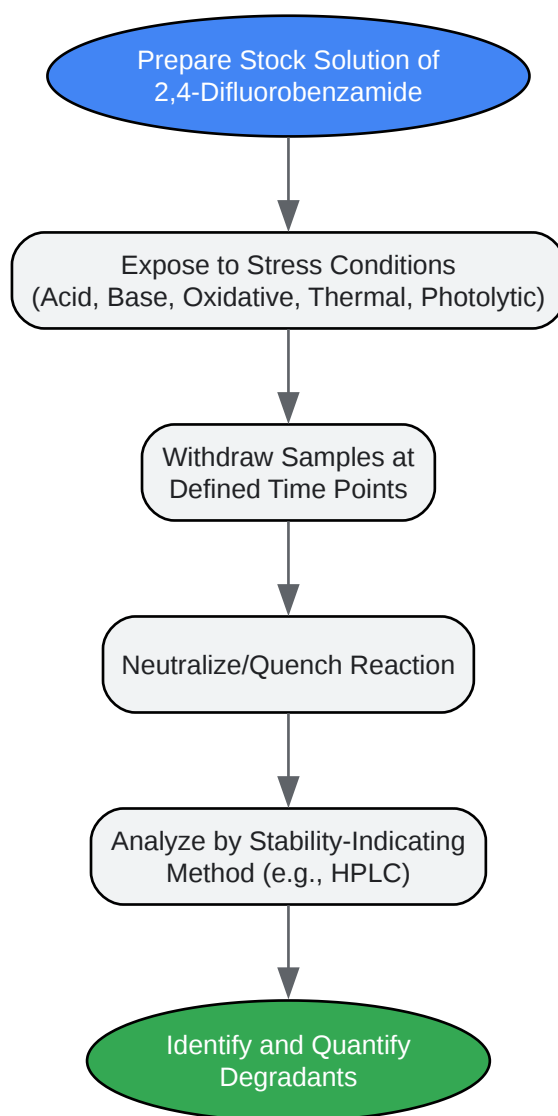 Prepare Stock Solution of
2,4-Difluorobenzamide
Expose to Stress Conditions
(Acid, Base, Oxidative, Thermal, Photolytic)
Withdraw Samples at
Defined Time Points
Neutralize/Quench Reaction
Analyze by Stability-Indicating
Method (e.g., HPLC)
Identify and Quantify
Degradants